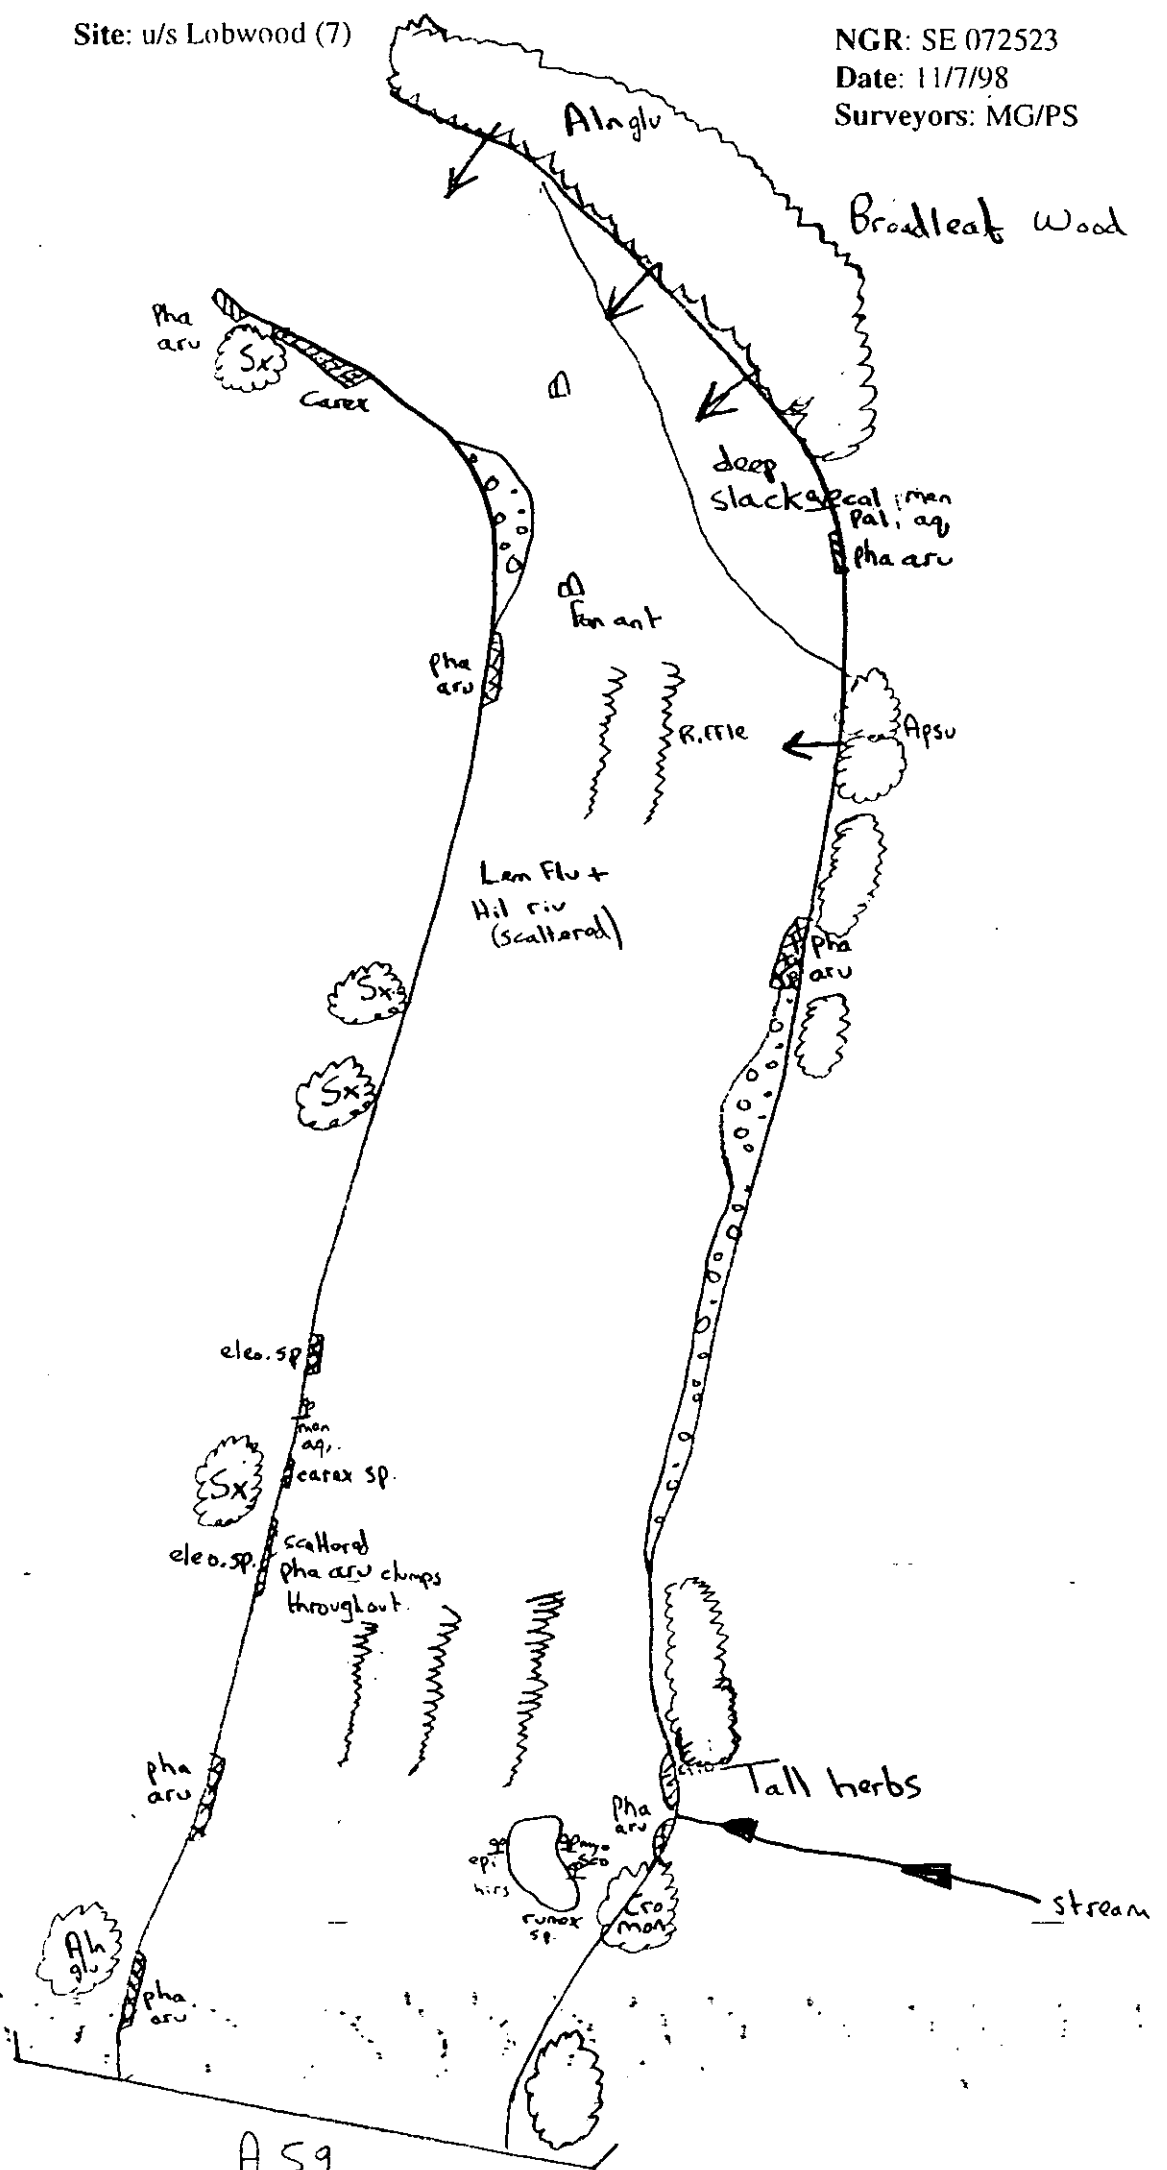 Site: u/s Lobwood (7)
NGR: SE 072523
Date: 11/7/98
Surveyors: MG/PS
Alnglu
Broadleaf Wood
Pha
aru
Sx
Carex
deep
slack
pal, aq,
pha aru
Fon ant
pha
aru
Riffle
Apsu
Lem Flu +
Hil riv
(scattered)
pha
aru
Sx
Sx
eleo. sp
men
aq,.
carex sp.
Sx
eleo. sp.
scattered
pha aru clumps
throughout.
pha
aru
Tall herbs
Pha
aru
epi
hirs
myo
sco
rumex
sp.
Cro
mon
stream
Aln
glu
pha
aru
A59